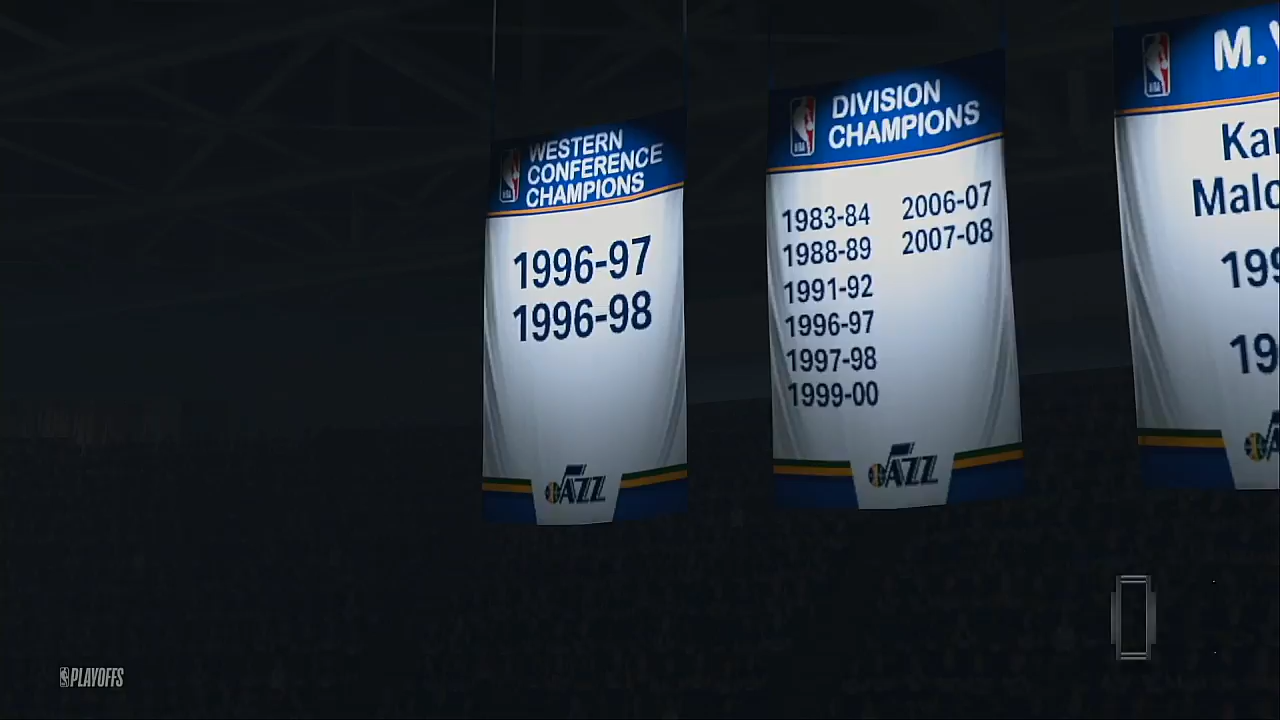 WESTERN
CONFERENCE
CHAMPIONS
1996-97
1996-98
JAZZ
DIVISION
CHAMPIONS
1983-84
1988-89
1991-92
1996-97
1997-98
1999-00
2006-07
2007-08
JAZZ
M.
NBA PLAYOFFS